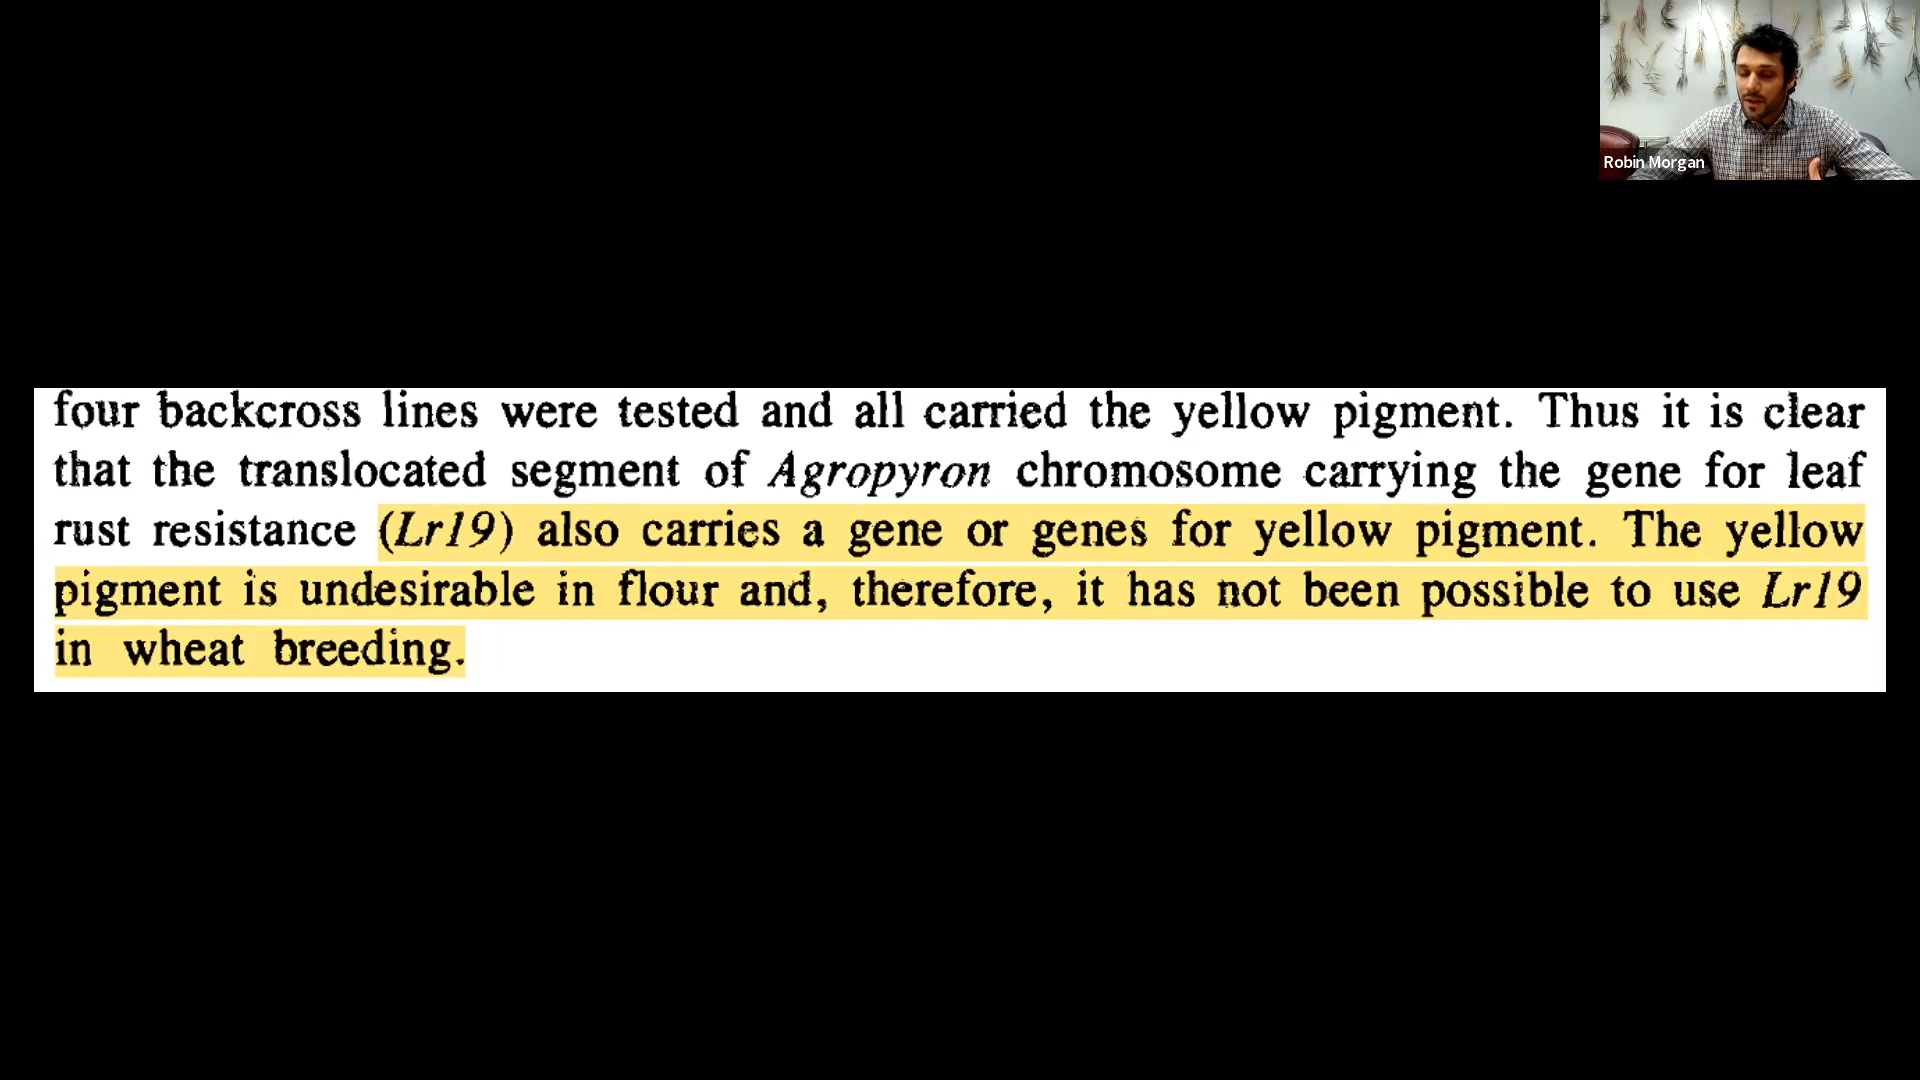 Robin Morgan
four backcross lines were tested and all carried the yellow pigment. Thus it is clear
that the translocated segment of Agropyron chromosome carrying the gene for leaf
rust resistance (Lr19) also carries a gene or genes for yellow pigment. The yellow
pigment is undesirable in flour and, therefore, it has not been possible to use Lr19
in wheat breeding.